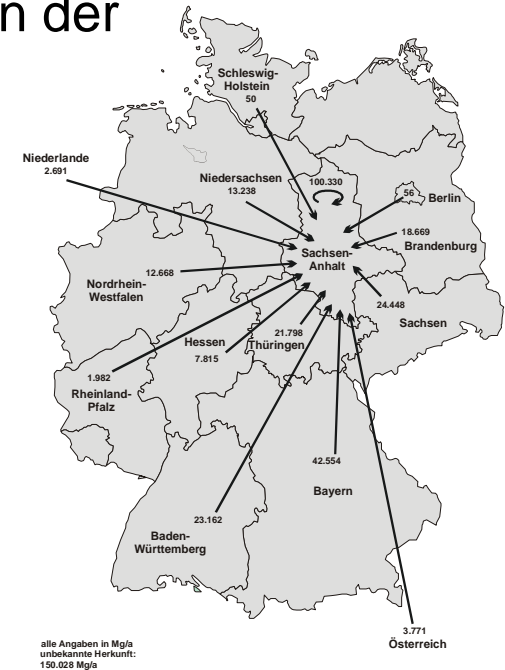 n der
Schleswig-
Holstein
50
Niederlande
2.691
Niedersachsen
13.238
100.330
56
Berlin
18.669
Brandenburg
Sachsen-
Anhalt
12.668
Nordrhein-
Westfalen
24.448
Sachsen
21.798
Thüringen
Hessen
7.815
1.982
Rheinland-
Pfalz
42.554
Bayern
23.162
Baden-
Württemberg
3.771
Österreich
alle Angaben in Mg/a
unbekannte Herkunft:
150.028 Mg/a